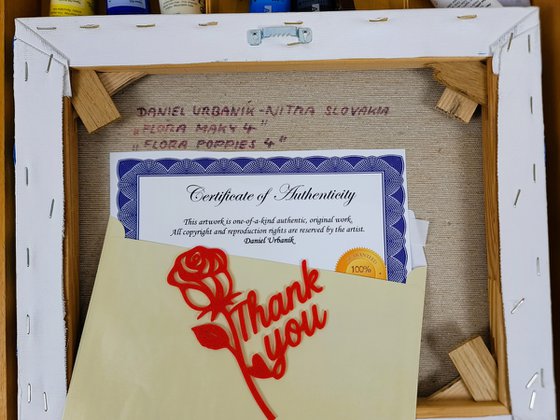 DANIEL URBANÍK - NITRA SLOVAKIA
„FLORA MAKY 4"
„FLORA POPPIES 4"
Certificate of Authenticity
This artwork is one-of-a-kind authentic, original work.
All copyright and reproduction rights are reserved by the artist.
Daniel Urbaník
100%
Thank
you